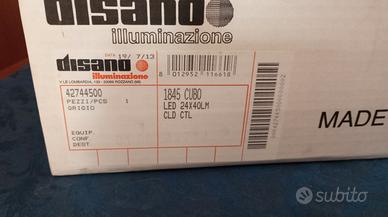 disano
illuminazione
DATA 19/ 7/13
disano
illuminazione
V.LE LOMBARDIA, 129 - 20089 ROZZANO (MI)
8 012952 116618
42744500
PEZZI/PCS 1
GRIGIO
1845 CUBO
LED 24X40LM
CLD CTL
EQUIP.
CONF.
DEST.
MADE
subito